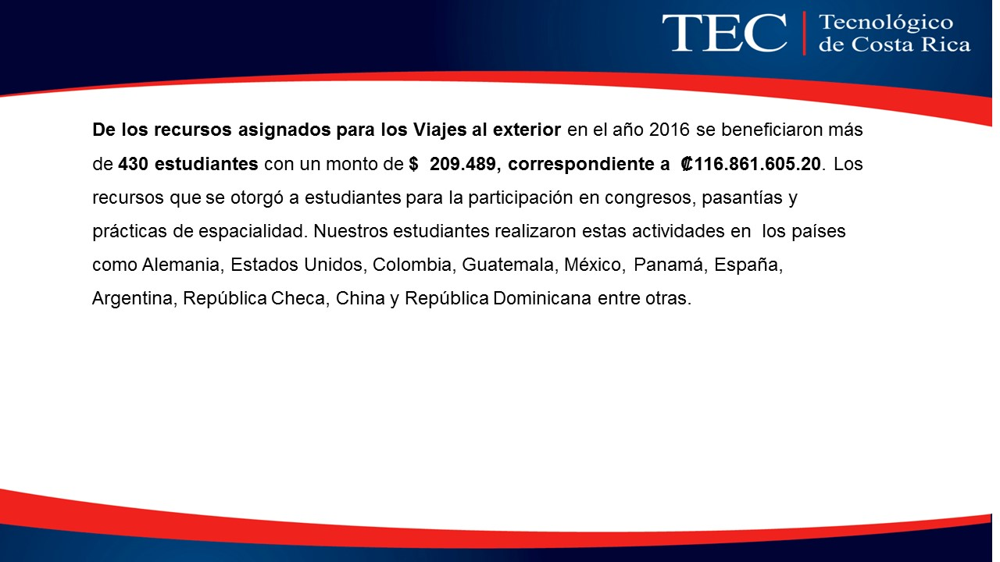 TEC | Tecnológico
de Costa Rica
De los recursos asignados para los Viajes al exterior en el año 2016 se beneficiaron más
de 430 estudiantes con un monto de $  209.489, correspondiente a  ₡116.861.605.20. Los
recursos que se otorgó a estudiantes para la participación en congresos, pasantías y
prácticas de espacialidad. Nuestros estudiantes realizaron estas actividades en  los países
como Alemania, Estados Unidos, Colombia, Guatemala, México, Panamá, España,
Argentina, República Checa, China y República Dominicana entre otras.